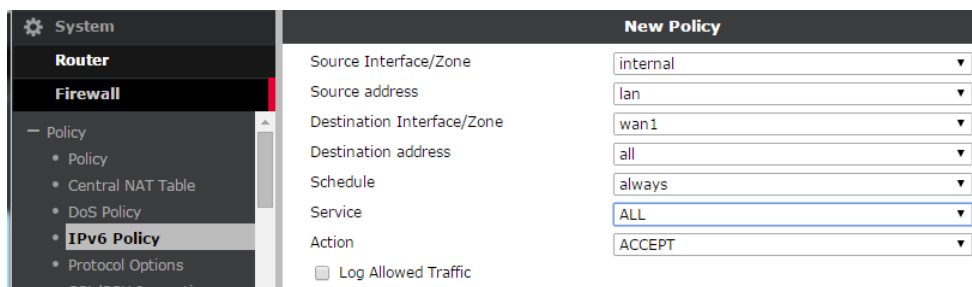 System
Router
Firewall
Policy
Policy
Central NAT Table
DoS Policy
IPv6 Policy
Protocol Options
New Policy
Source Interface/Zone internal
Source address lan
Destination Interface/Zone wan1
Destination address all
Schedule always
Service ALL
Action ACCEPT
Log Allowed Traffic